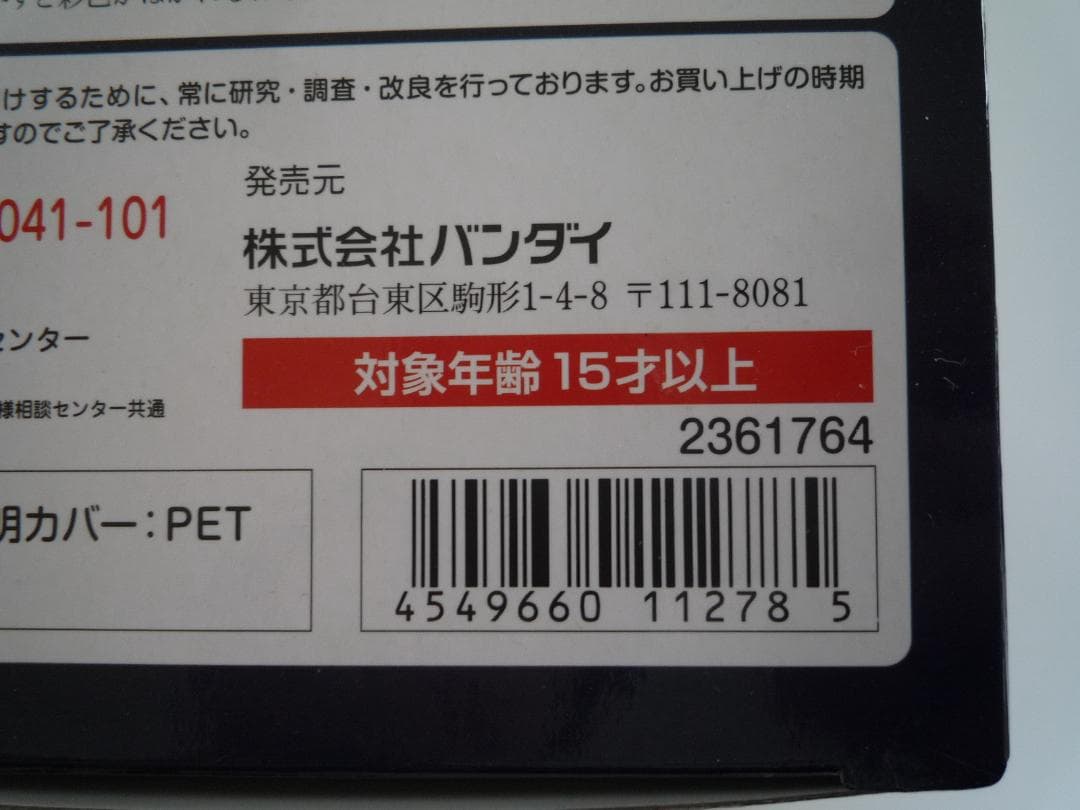 けするために、常に研究・調査・改良を行っております。お買い上げの時期
すのでご了承ください。
発売元
041-101
株式会社バンダイ
東京都台東区駒形1-4-8 〒111-8081
センター
対象年齢 15才以上
様相談センター共通
2361764
明カバー：PET
4549660 112785